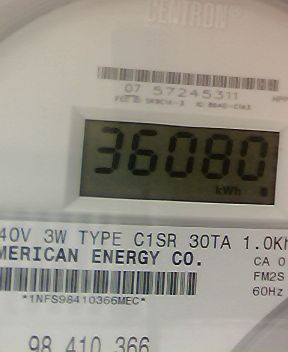 CENTRON®
07 57245311
36080
kWh
40V 3W TYPE C1SR 30TA 1.0Kh
MERICAN ENERGY CO.
CA 0
FM2S
60Hz
*1NFS98410366MEC*
98 410 366